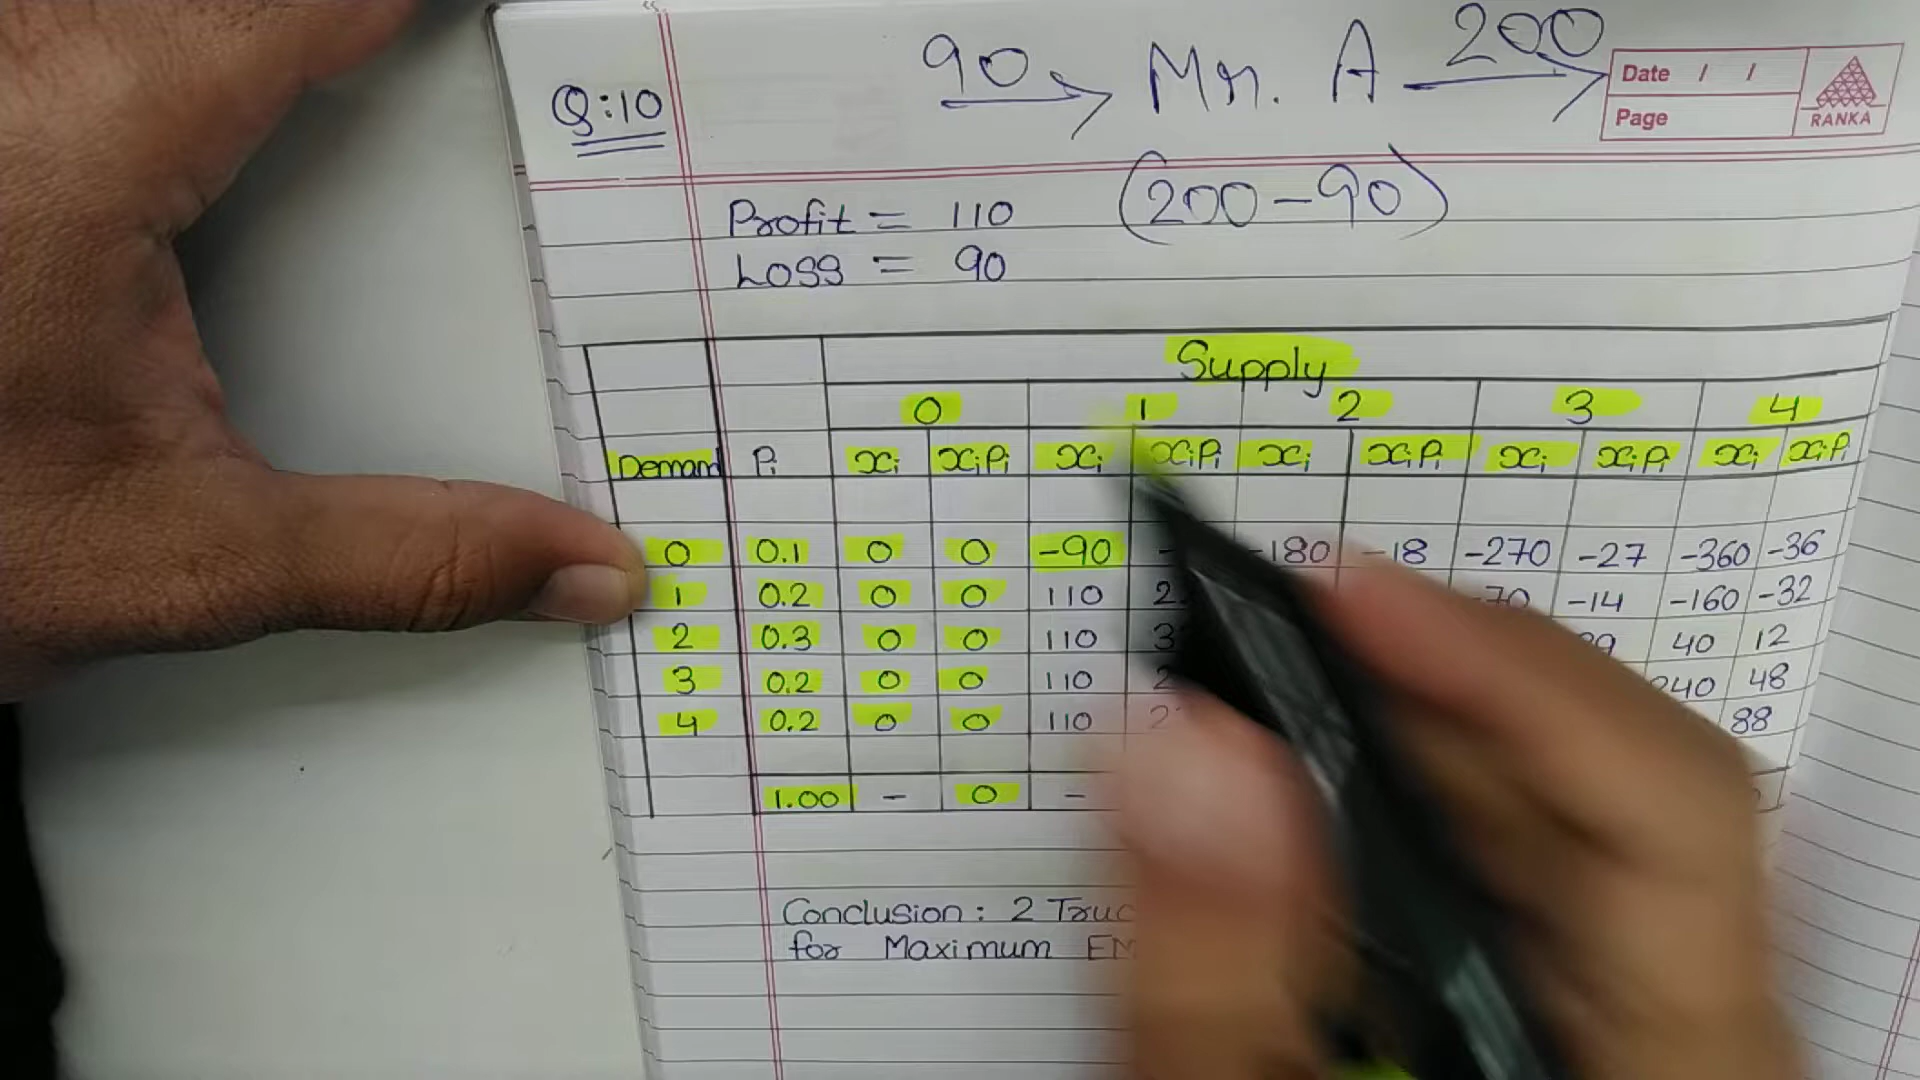 90 → Mr. A 200 →
Date / /
Page
RANKA
Q:10
Profit = 110 (200-90)
Loss = 90
Supply
0 1 2 3 4
Demand Pi xi xiPi xi xiPi xi xiPi xi xiPi xi xiPi
0 0.1 0 0 -90 -180 -18 -270 -27 -360 -36
1 0.2 0 0 110 -14 -160 -32
2 0.3 0 0 110 40 12
3 0.2 0 0 110 48
4 0.2 0 0 110 88
1.00 - 0 -
Conclusion: 2
for Maximum